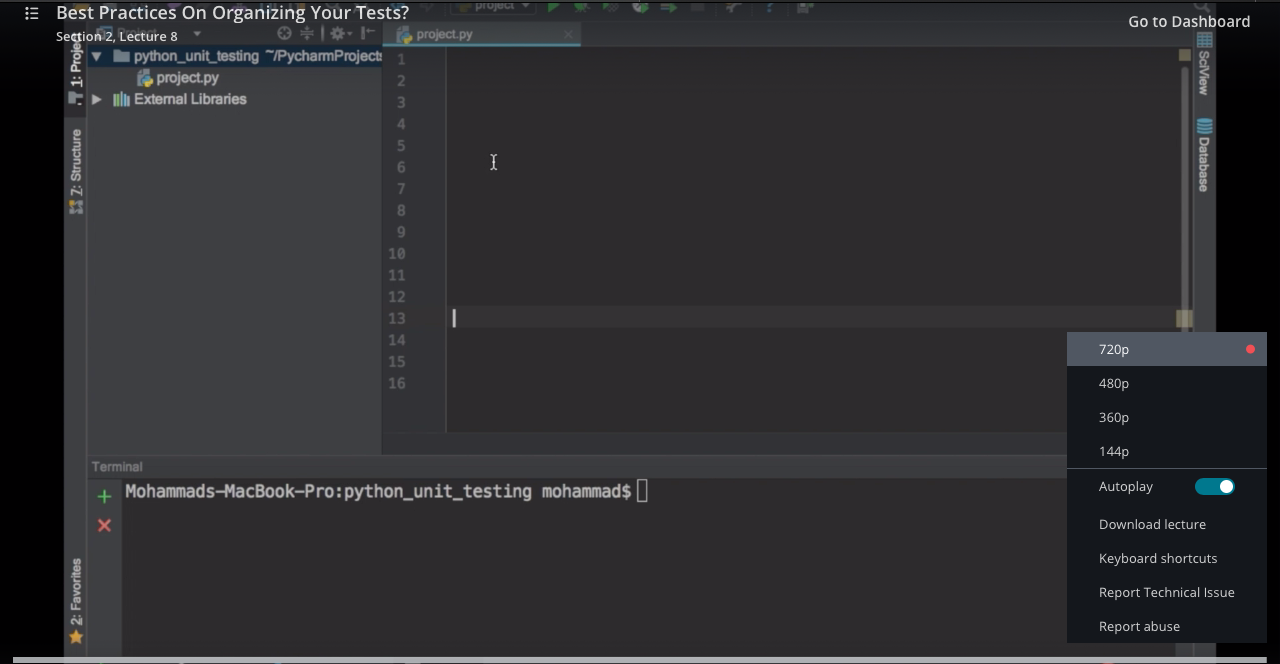 Best Practices On Organizing Your Tests?
Section 2, Lecture 8
Go to Dashboard
project
project.py
1: Project
python_unit_testing ~/PycharmProjects
project.py
External Libraries
7: Structure
2: Favorites
1
2
3
4
5
6
7
8
9
10
11
12
13
14
15
16
SciView
Database
Terminal
Mohammads-MacBook-Pro:python_unit_testing mohammad$
720p
480p
360p
144p
Autoplay
Download lecture
Keyboard shortcuts
Report Technical Issue
Report abuse